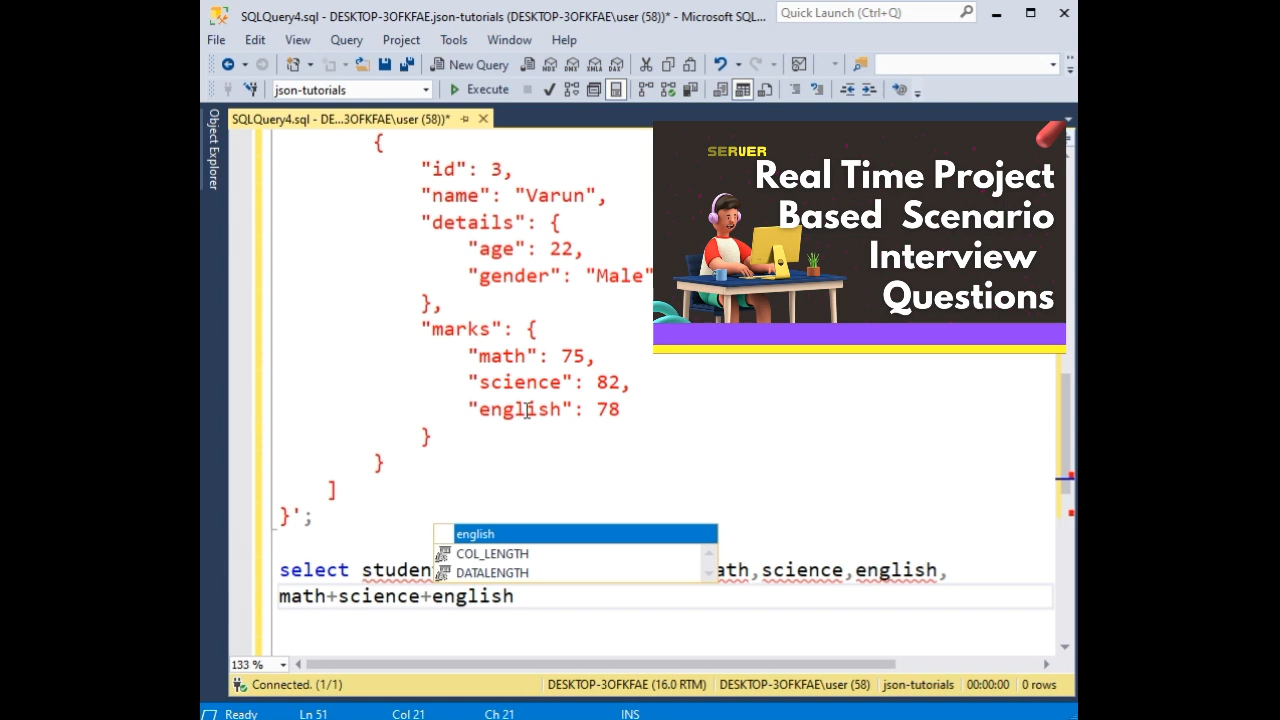 SQLQuery4.sql - DESKTOP-3OFKFAE.json-tutorials (DESKTOP-3OFKFAE\user (58))* - Microsoft SQL...
Quick Launch (Ctrl+Q)
File Edit View Query Project Tools Window Help
New Query
json-tutorials
Execute
Object Explorer
SQLQuery4.sql - DE...3OFKFAE\user (58))*
{
"id": 3,
"name": "Varun",
"details": {
"age": 22,
"gender": "Male"
},
"marks": {
"math": 75,
"science": 82,
"english": 78
}
}
]
}';
SERVER
Real Time Project
Based Scenario
Interview
Questions
english
COL_LENGTH
DATALENGTH
select studen ath,science,english,
math+science+english
133 %
Connected. (1/1)
DESKTOP-3OFKFAE (16.0 RTM)
DESKTOP-3OFKFAE\user (58)
json-tutorials
00:00:00
0 rows
Ready
Ln 51
Col 21
Ch 21
INS